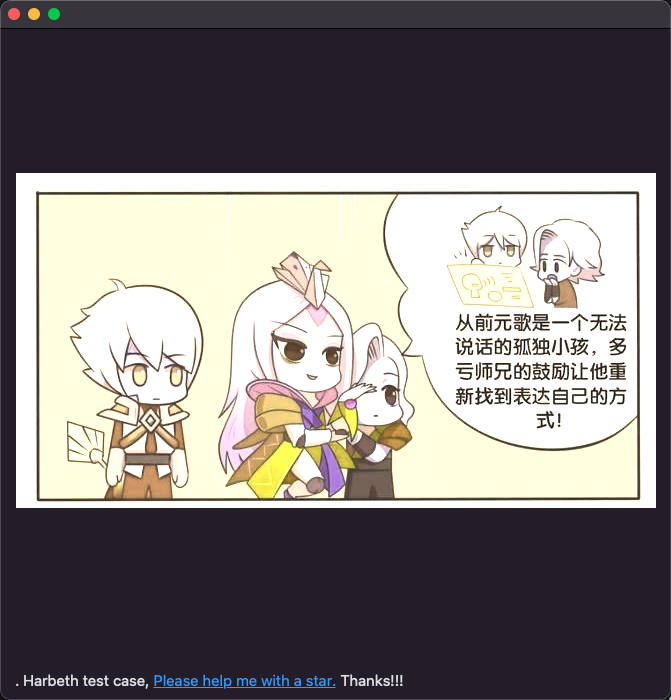 从前元歌是一个无法
说话的孤独小孩，多
亏师兄的鼓励让他重
新找到表达自己的方
式！
. Harbeth test case, Please help me with a star. Thanks!!!